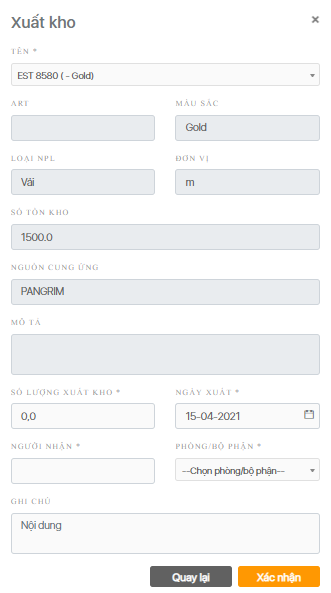 Xuất kho ×
TÊN *
EST 8580 ( - Gold)
ART MÀU SẮC
Gold
LOẠI NPL ĐƠN VỊ
Vải m
SỐ TỒN KHO
1500.0
NGUỒN CUNG ỨNG
PANGRIM
MÔ TẢ
SỐ LƯỢNG XUẤT KHO * NGÀY XUẤT *
0,0 15-04-2021
NGƯỜI NHẬN * PHÒNG/BỘ PHẬN *
--Chọn phòng/bộ phận--
GHI CHÚ
Nội dung
Quay lại Xác nhận